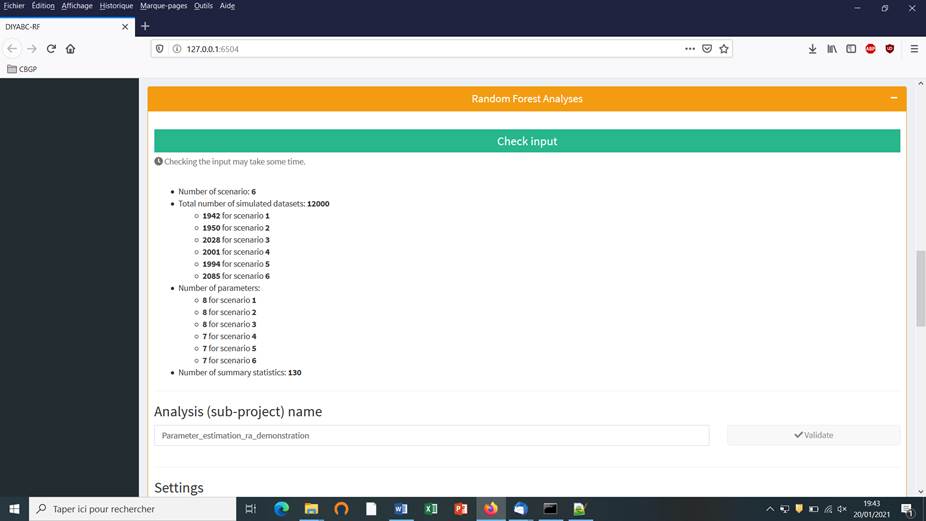 Fichier Édition Affichage Historique Marque-pages Outils Aide
DIYABC-RF
127.0.0.1:6504
CBGP
Random Forest Analyses
Check input
Checking the input may take some time.
Number of scenario: 6
Total number of simulated datasets: 12000
1942 for scenario 1
1950 for scenario 2
2028 for scenario 3
2001 for scenario 4
1994 for scenario 5
2085 for scenario 6
Number of parameters:
8 for scenario 1
8 for scenario 2
8 for scenario 3
7 for scenario 4
7 for scenario 5
7 for scenario 6
Number of summary statistics: 130
Analysis (sub-project) name
Parameter_estimation_ra_demonstration
Validate
Settings
Taper ici pour rechercher
19:43
20/01/2021